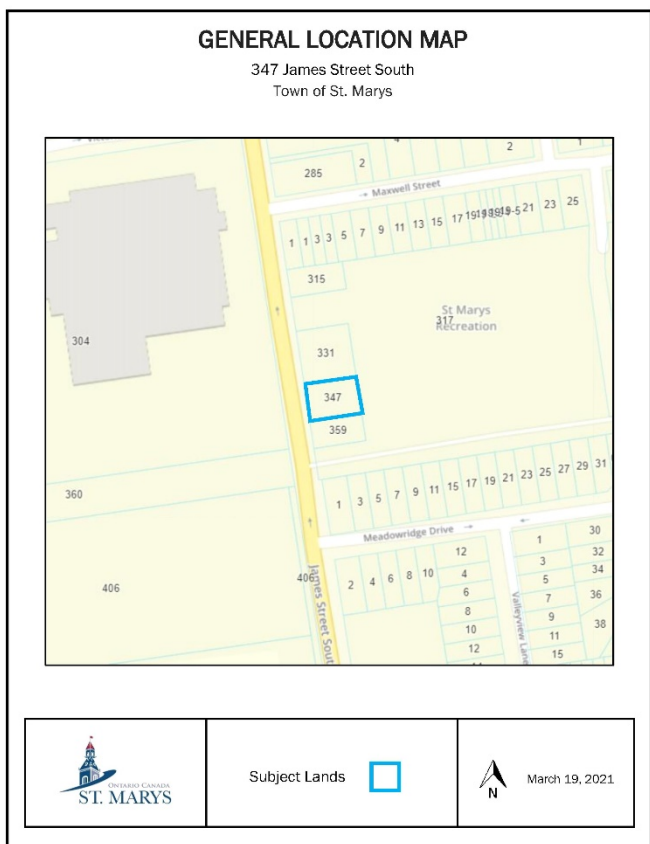 GENERAL LOCATION MAP
347 James Street South
Town of St. Marys
4
2
1
285
2
Maxwell Street
1 1 3 3 5 7 9 11 13 15 17 19 21 23 25
315
St Marys
317
Recreation
304
331
347
359
360
1 3 5 7 9 11 15 17 19 21 23 25 27 29 31
Meadowridge Drive
406
406
James Street Sout
2 4 6 8 10
12
4
6
8
10
12
1
3
5
7
9
11
15
Valleyview Lane
30
32
34
36
38
ONTARIO CANADA
ST. MARYS
Subject Lands
N
March 19, 2021